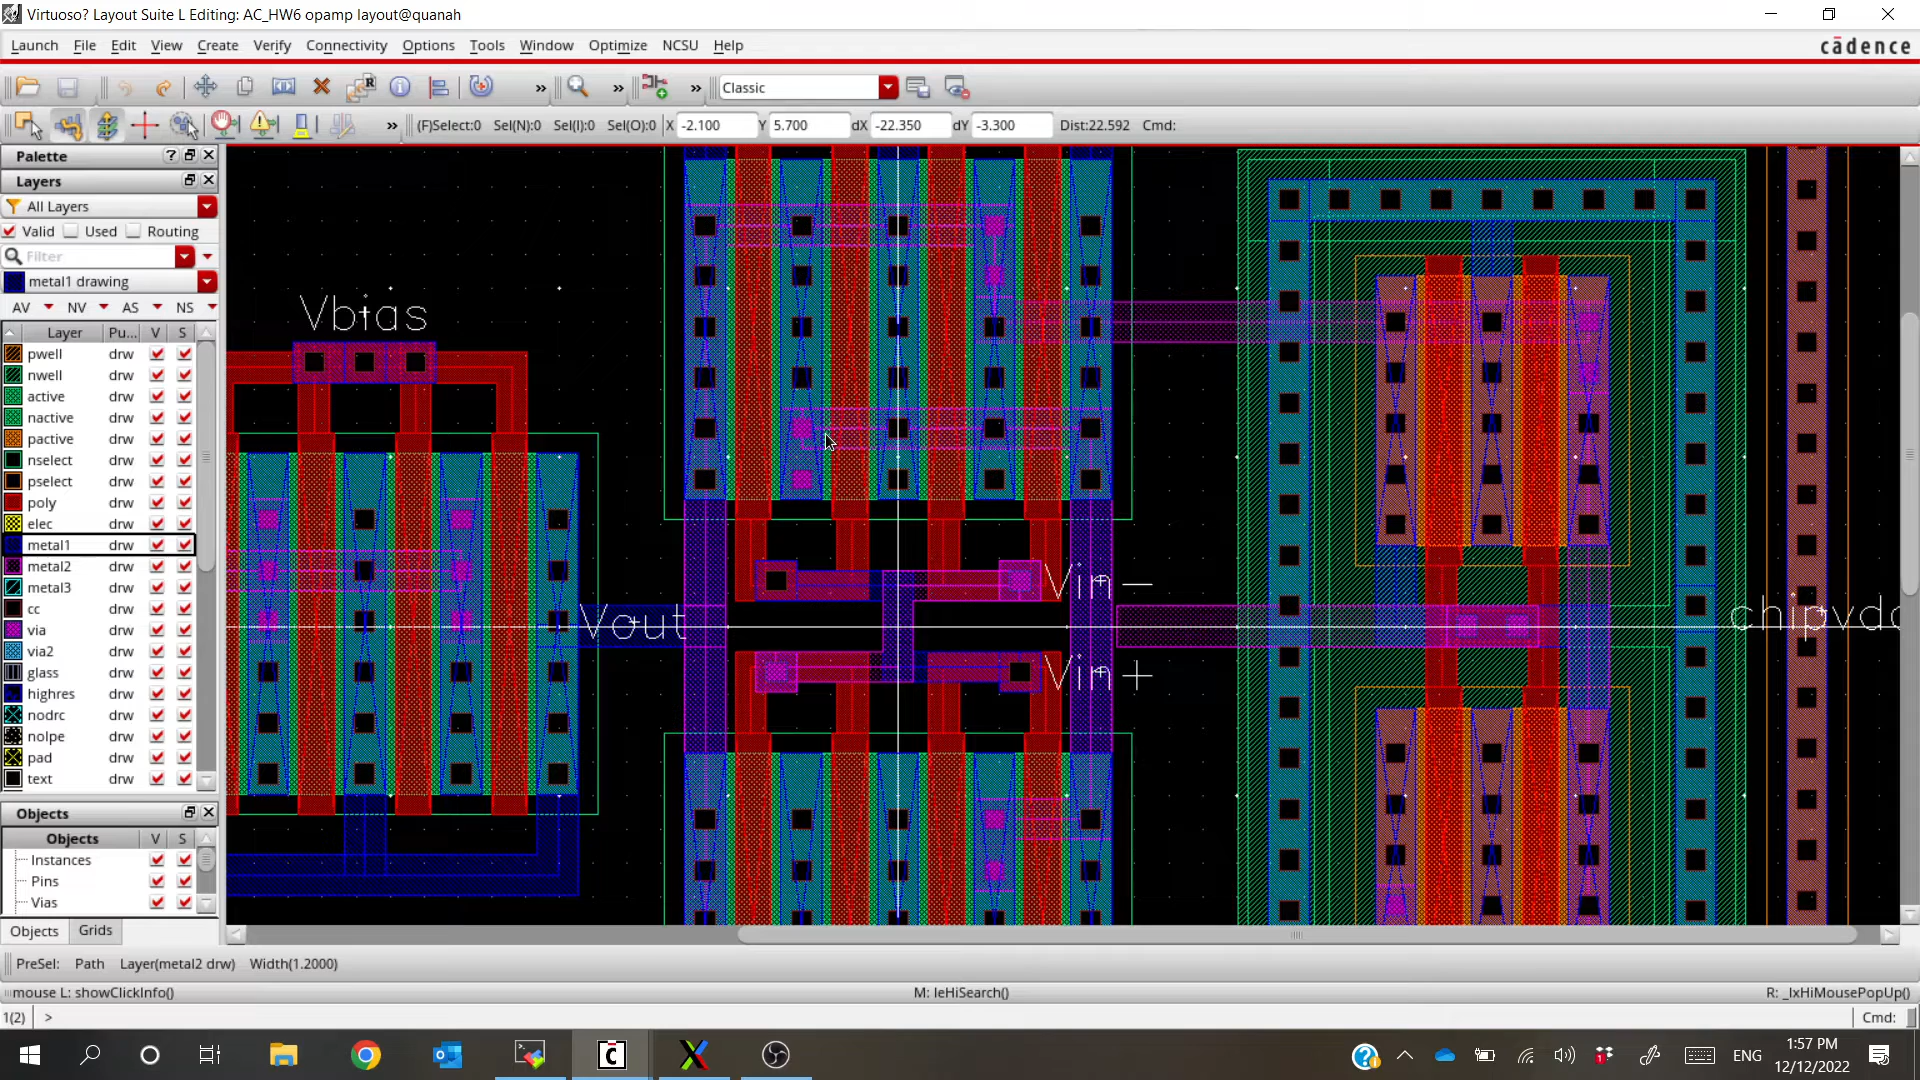 Virtuoso? Layout Suite L Editing: AC_HW6 opamp layout@quanah
Launch File Edit View Create Verify Connectivity Options Tools Window Optimize NCSU Help
cādence
R
»
»
»
Classic
» (F)Select:0 Sel(N):0 Sel(I):0 Sel(O):0 X -2.100 Y 5.700 dX -22.350 dY -3.300 Dist:22.592 Cmd:
Palette
?
Layers
All Layers
Valid Used Routing
Filter
metal1 drawing
AV NV AS NS
Layer Pu... V S
pwell drw
nwell drw
active drw
nactive drw
pactive drw
nselect drw
pselect drw
poly drw
elec drw
metal1 drw
metal2 drw
metal3 drw
cc drw
via drw
via2 drw
glass drw
highres drw
nodrc drw
nolpe drw
pad drw
text drw
Objects
Objects V S
Instances
Pins
Vias
Objects Grids
Vbias
Vout
Vin-
Vin+
PreSel: Path Layer(metal2 drw) Width(1.2000)
mouse L: showClickInfo()
M: leHiSearch()
R: _lxHiMousePopUp()
1(2) >
Cmd:
ENG
1:57 PM
12/12/2022